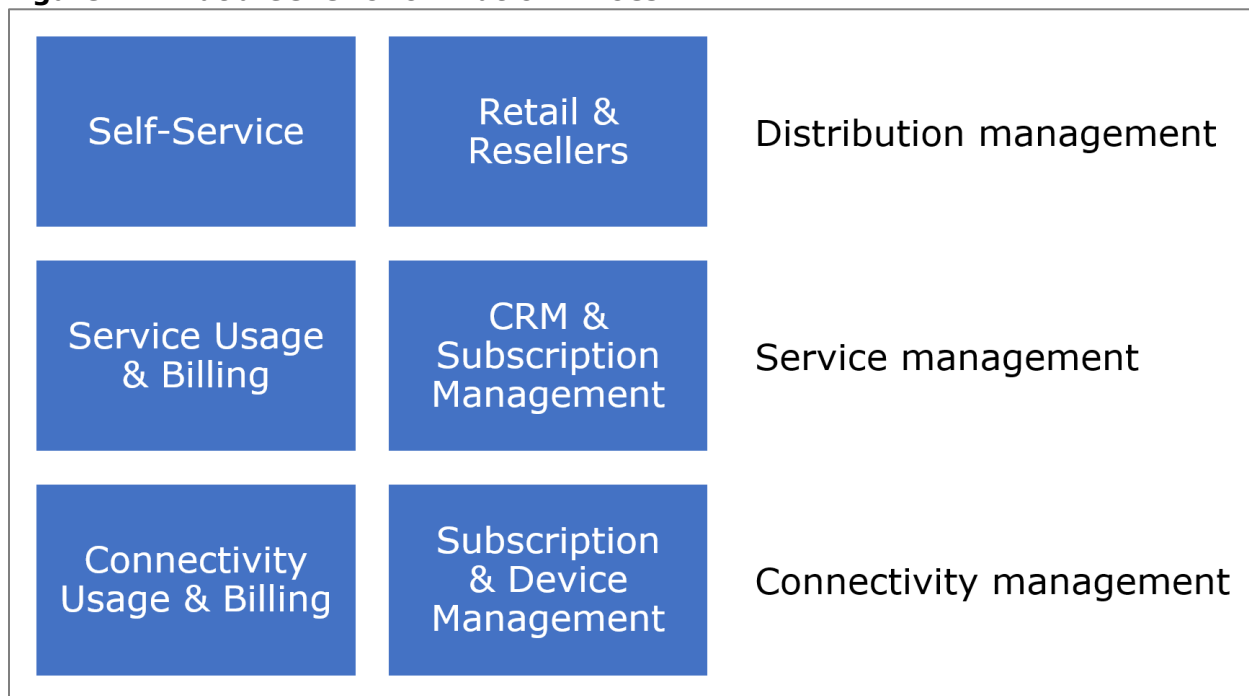 Self-Service
Retail &
Resellers
Distribution management
Service Usage
& Billing
CRM &
Subscription
Management
Service management
Connectivity
Usage & Billing
Subscription
& Device
Management
Connectivity management